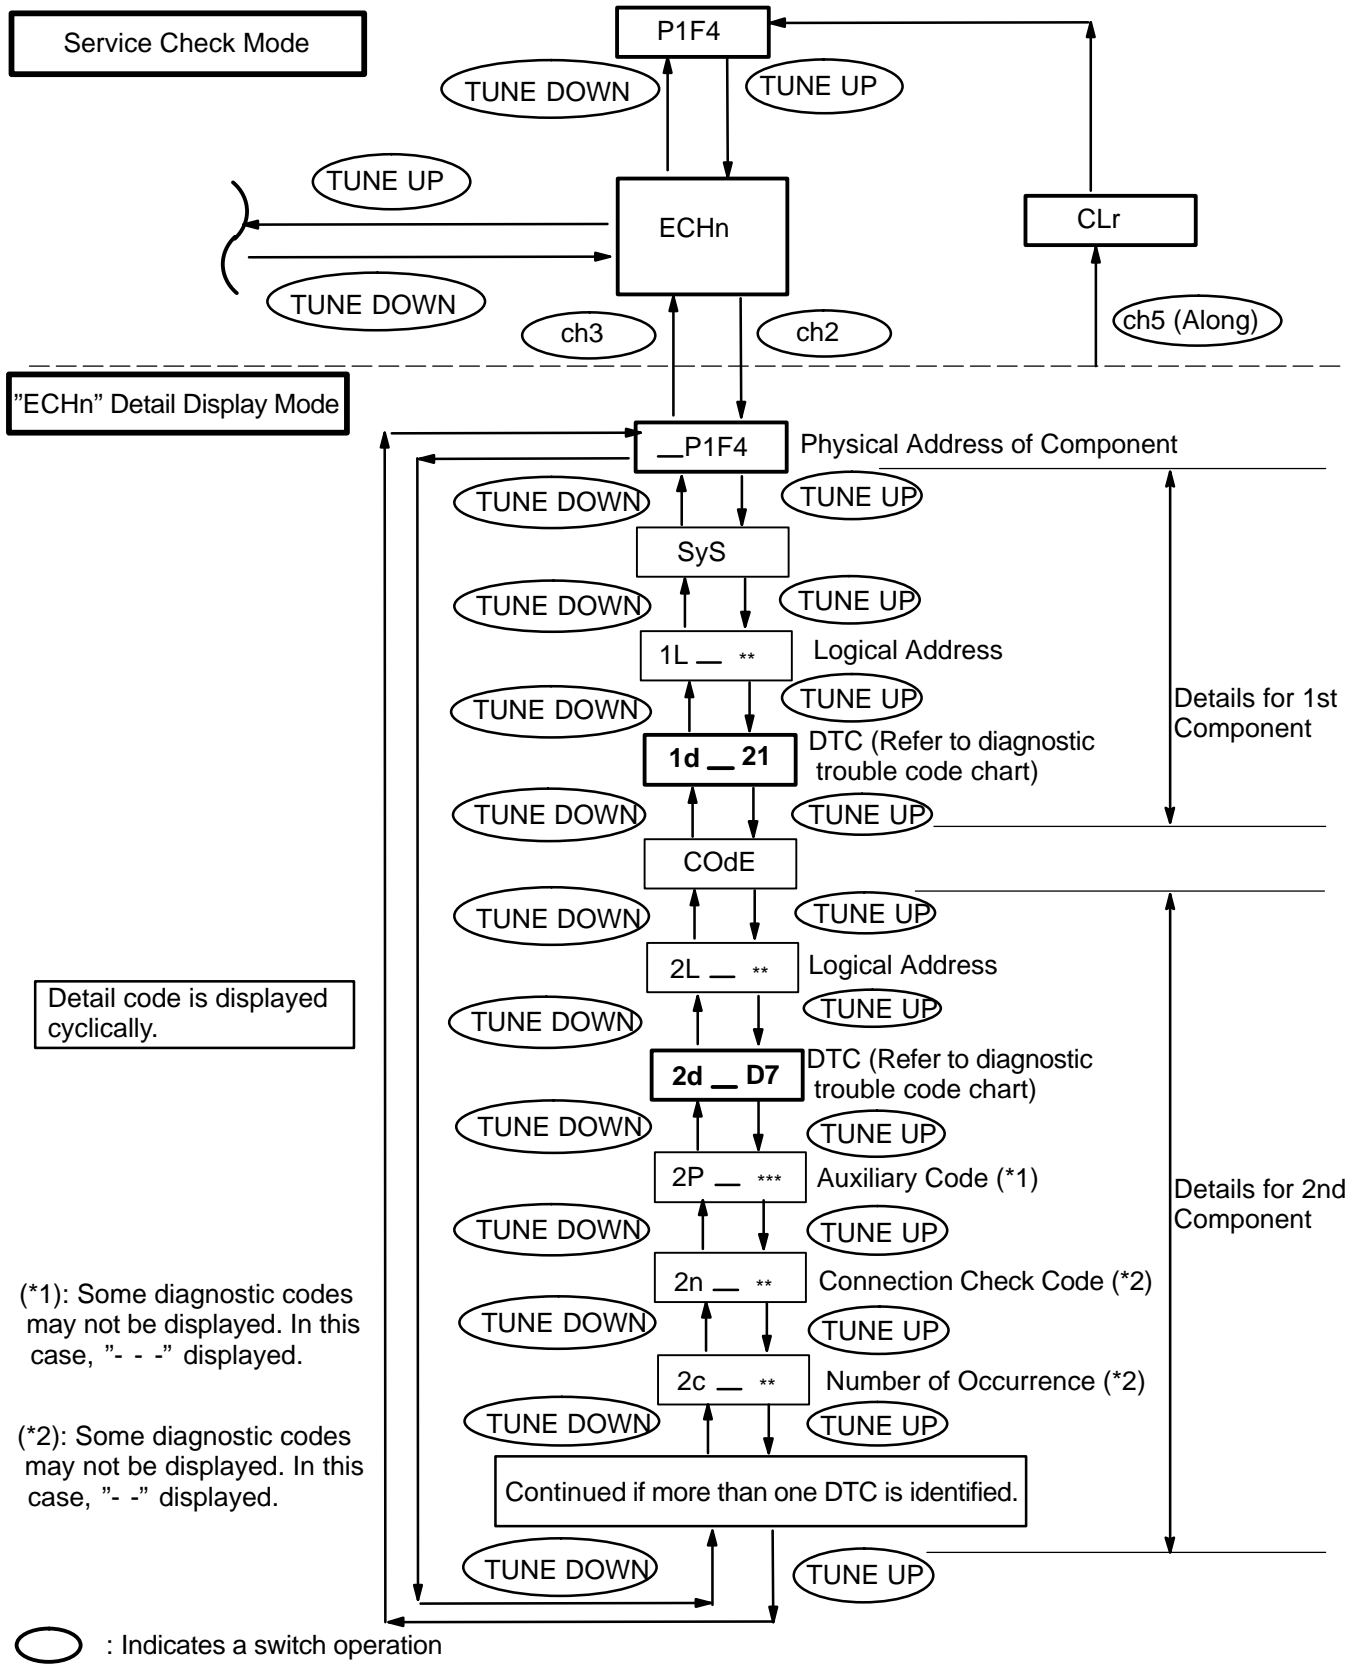 Service Check Mode
P1F4
TUNE DOWN
TUNE UP
TUNE UP
ECHn
CLr
TUNE DOWN
ch3
ch2
ch5 (Along)
”ECHn” Detail Display Mode
_P1F4
Physical Address of Component
TUNE DOWN
TUNE UP
SyS
TUNE DOWN
TUNE UP
1L _ **
Logical Address
TUNE DOWN
TUNE UP
Details for 1st
Component
1d _ 21
DTC (Refer to diagnostic
trouble code chart)
TUNE DOWN
TUNE UP
COdE
TUNE DOWN
TUNE UP
2L _ **
Logical Address
Detail code is displayed
cyclically.
TUNE DOWN
TUNE UP
2d _ D7
DTC (Refer to diagnostic
trouble code chart)
TUNE DOWN
TUNE UP
2P _ ***
Auxiliary Code (*1)
Details for 2nd
Component
TUNE DOWN
TUNE UP
2n _ **
Connection Check Code (*2)
(*1): Some diagnostic codes
may not be displayed. In this
case, ”- - -” displayed.
TUNE DOWN
TUNE UP
2c _ **
Number of Occurrence (*2)
TUNE DOWN
TUNE UP
(*2): Some diagnostic codes
may not be displayed. In this
case, ”- -” displayed.
Continued if more than one DTC is identified.
TUNE DOWN
TUNE UP
: Indicates a switch operation